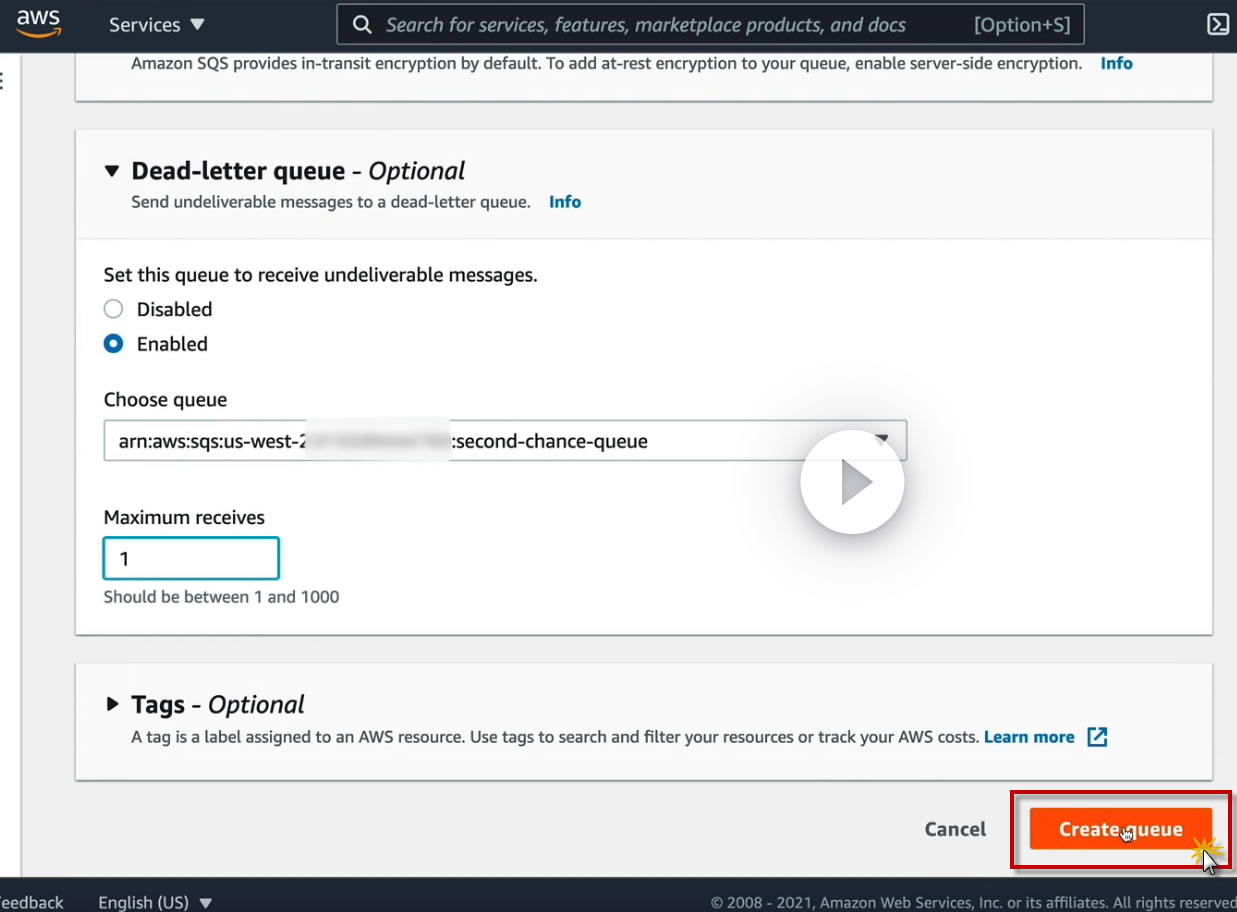 aws
Services
Search for services, features, marketplace products, and docs
[Option+S]
Amazon SQS provides in-transit encryption by default. To add at-rest encryption to your queue, enable server-side encryption. Info
Dead-letter queue - Optional
Send undeliverable messages to a dead-letter queue. Info
Set this queue to receive undeliverable messages.
Disabled
Enabled
Choose queue
arn:aws:sqs:us-west-2 :second-chance-queue
Maximum receives
1
Should be between 1 and 1000
Tags - Optional
A tag is a label assigned to an AWS resource. Use tags to search and filter your resources or track your AWS costs. Learn more
Cancel
Create queue
eedback
English (US)
© 2008 - 2021, Amazon Web Services, Inc. or its affiliates. All rights reserved